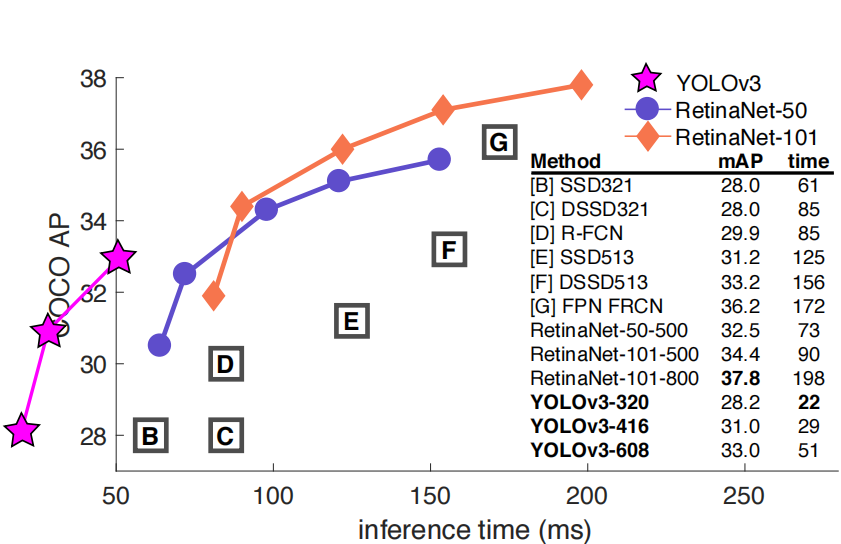 38
36
34
32
30
28
COCO AP
50
100
150
200
250
inference time (ms)
B
C
D
E
F
G
YOLOv3
RetinaNet-50
RetinaNet-101
Method mAP time
[B] SSD321 28.0 61
[C] DSSD321 28.0 85
[D] R-FCN 29.9 85
[E] SSD513 31.2 125
[F] DSSD513 33.2 156
[G] FPN FRCN 36.2 172
RetinaNet-50-500 32.5 73
RetinaNet-101-500 34.4 90
RetinaNet-101-800 37.8 198
YOLOv3-320 28.2 22
YOLOv3-416 31.0 29
YOLOv3-608 33.0 51